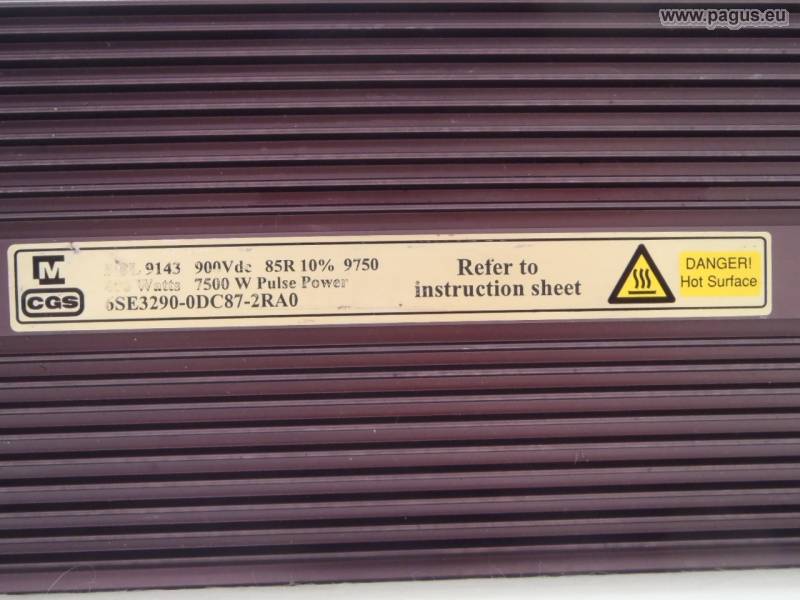 www.pagus.eu
M
CGS
9143 900Vdc 85R 10% 9750
Watts 7500 W Pulse Power
6SE3290-0DC87-2RA0
Refer to
instruction sheet
DANGER!
Hot Surface